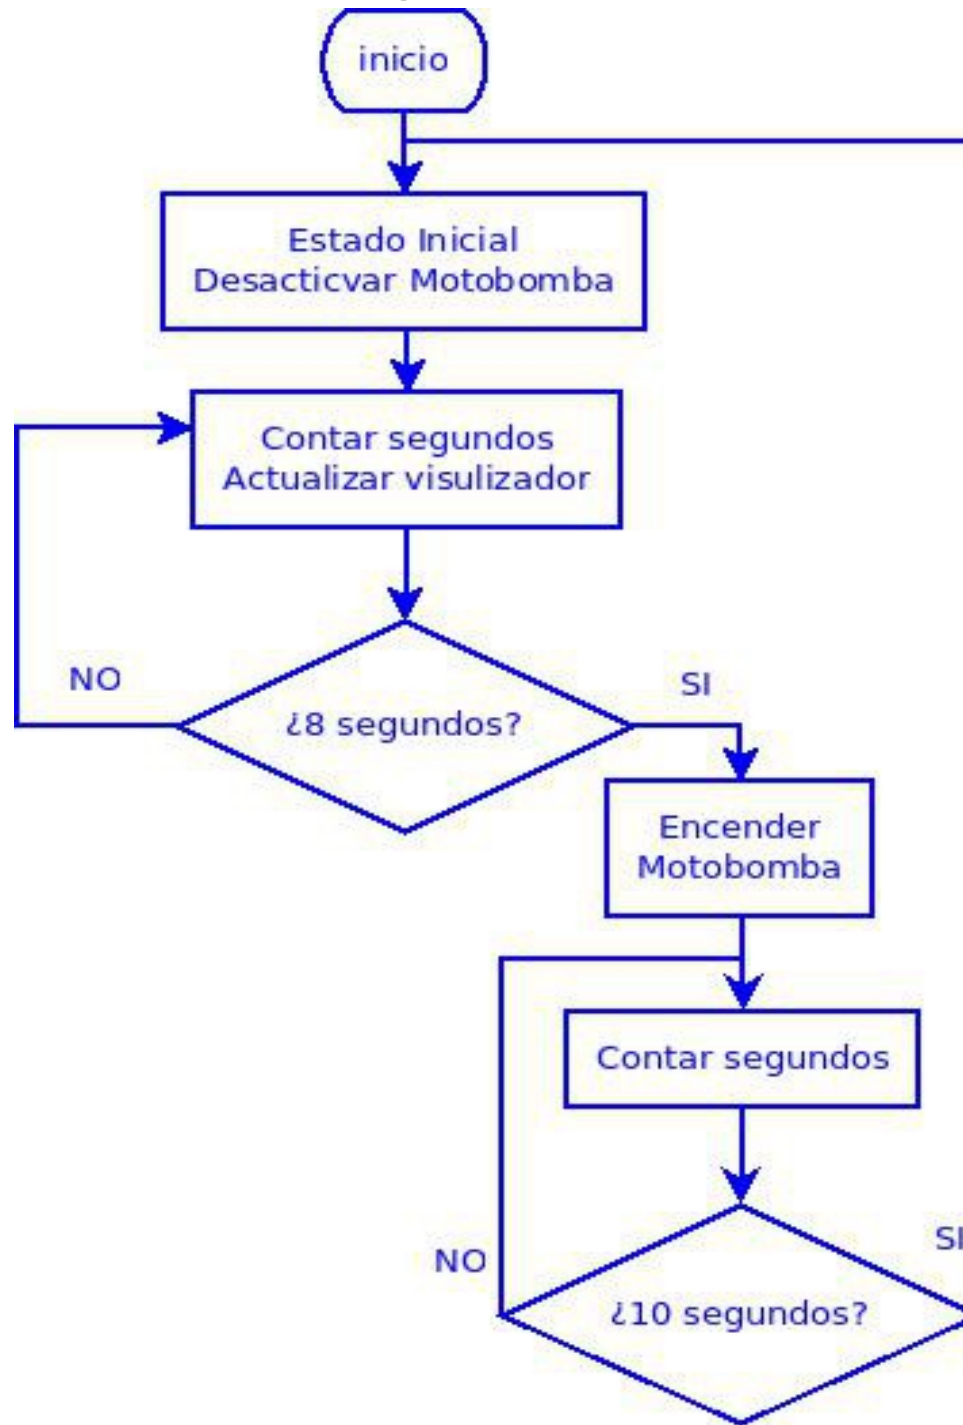 inicio
Estado Inicial
Desacticvar Motobomba
Contar segundos
Actualizar visulizador
NO
SI
¿8 segundos?
Encender
Motobomba
Contar segundos
SI
NO
¿10 segundos?